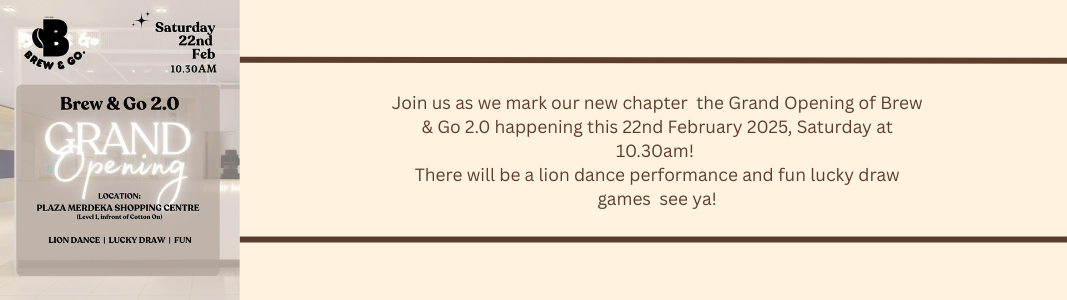 B
BREW & GO.
Saturday
22nd
Feb
10.30AM
Brew & Go 2.0
GRAND
Opening
LOCATION:
PLAZA MERDEKA SHOPPING CENTRE
(Level 1, infront of Cotton On)
LION DANCE | LUCKY DRAW | FUN
Join us as we mark our new chapter  the Grand Opening of Brew
& Go 2.0 happening this 22nd February 2025, Saturday at
10.30am!
There will be a lion dance performance and fun lucky draw
games  see ya!